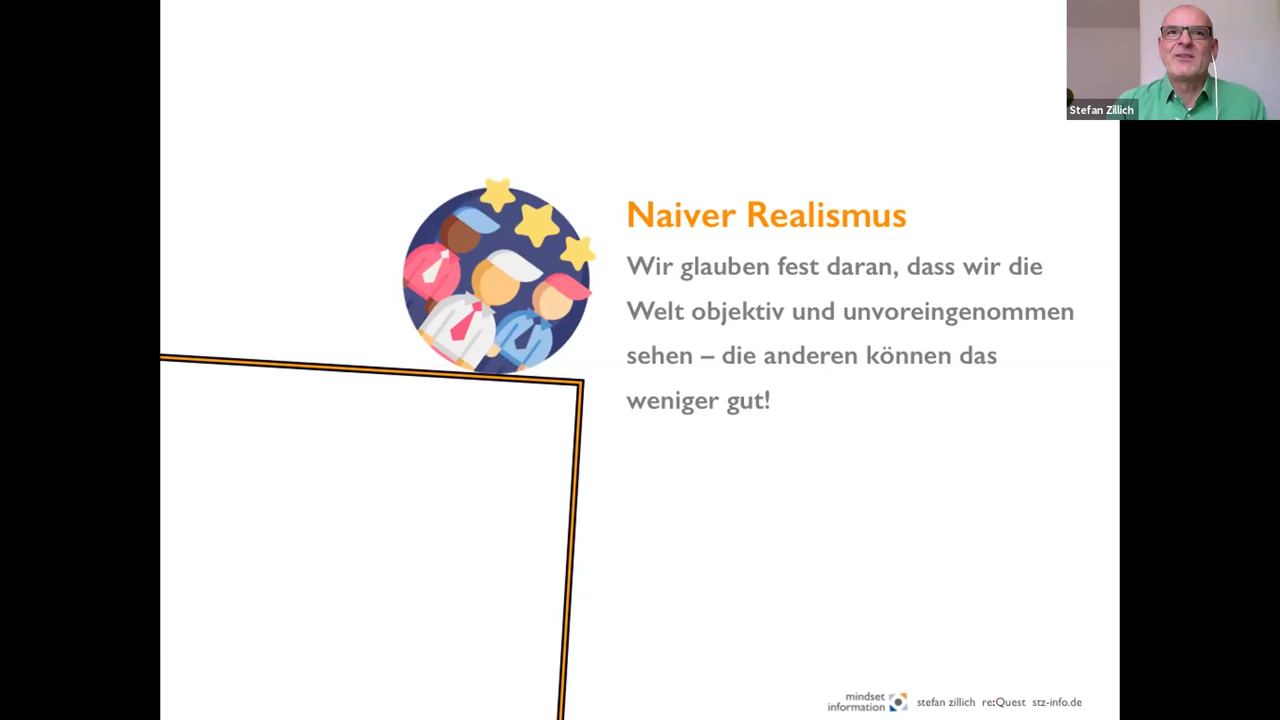 Stefan Zillich
Naiver Realismus
Wir glauben fest daran, dass wir die
Welt objektiv und unvoreingenommen
sehen – die anderen können das
weniger gut!
mindset
information
stefan zillich re:Quest stz-info.de